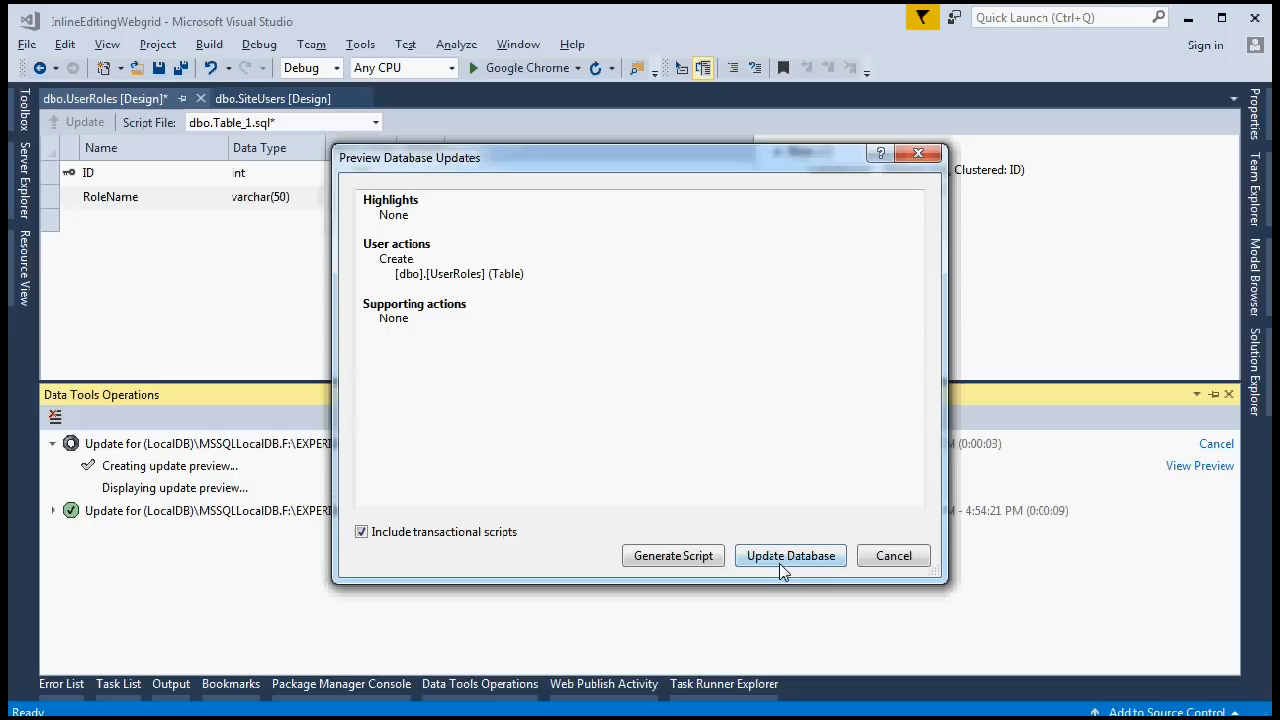 InlineEditingWebgrid - Microsoft Visual Studio
Quick Launch (Ctrl+Q)
File Edit View Project Build Debug Team Tools Test Analyze Window Help
Sign in
Debug Any CPU Google Chrome
dbo.UserRoles [Design]* dbo.SiteUsers [Design]
Update Script File: dbo.Table_1.sql*
Name Data Type
ID int
RoleName varchar(50)
, Clustered: ID)
Toolbox
Server Explorer
Resource View
Properties
Team Explorer
Model Browser
Solution Explorer
Preview Database Updates
Highlights
None
User actions
Create
[dbo].[UserRoles] (Table)
Supporting actions
None
Include transactional scripts
Generate Script Update Database Cancel
Data Tools Operations
Update for (LocalDB)\MSSQLLocalDB.F:\EXPERI M (0:00:03) Cancel
Creating update preview... View Preview
Displaying update preview...
Update for (LocalDB)\MSSQLLocalDB.F:\EXPERI M - 4:54:21 PM (0:00:09)
Error List Task List Output Bookmarks Package Manager Console Data Tools Operations Web Publish Activity Task Runner Explorer
Ready Add to Source Control